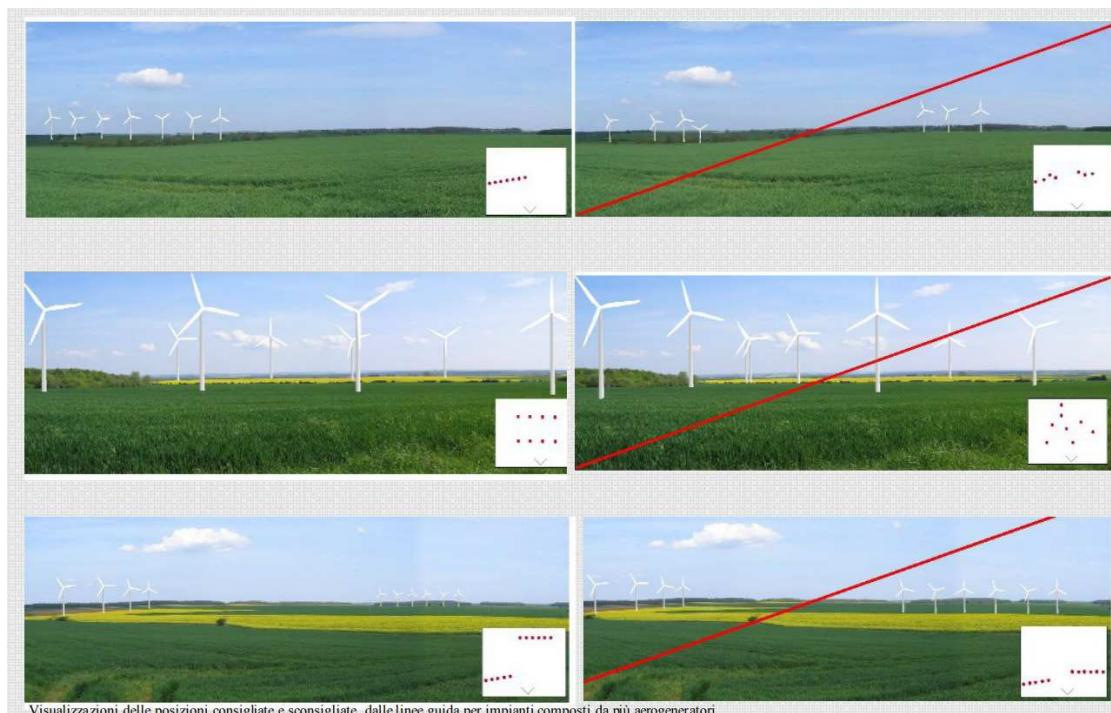 Visualizzazioni delle posizioni consigliate e sconsigliate, dalle linee guida per impianti composti da più aerogeneratori